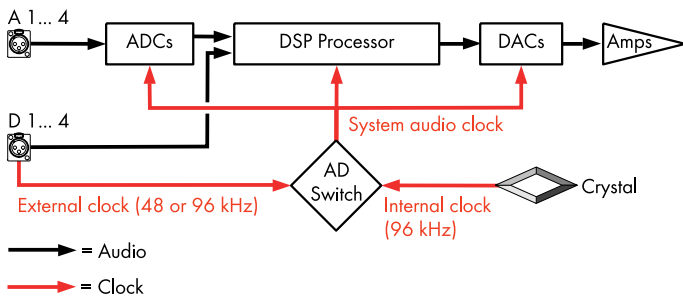 A 1... 4
ADCs
DSP Processor
DACs
Amps
D 1... 4
System audio clock
AD
Switch
Crystal
External clock (48 or 96 kHz)
Internal clock
(96 kHz)
= Audio
= Clock